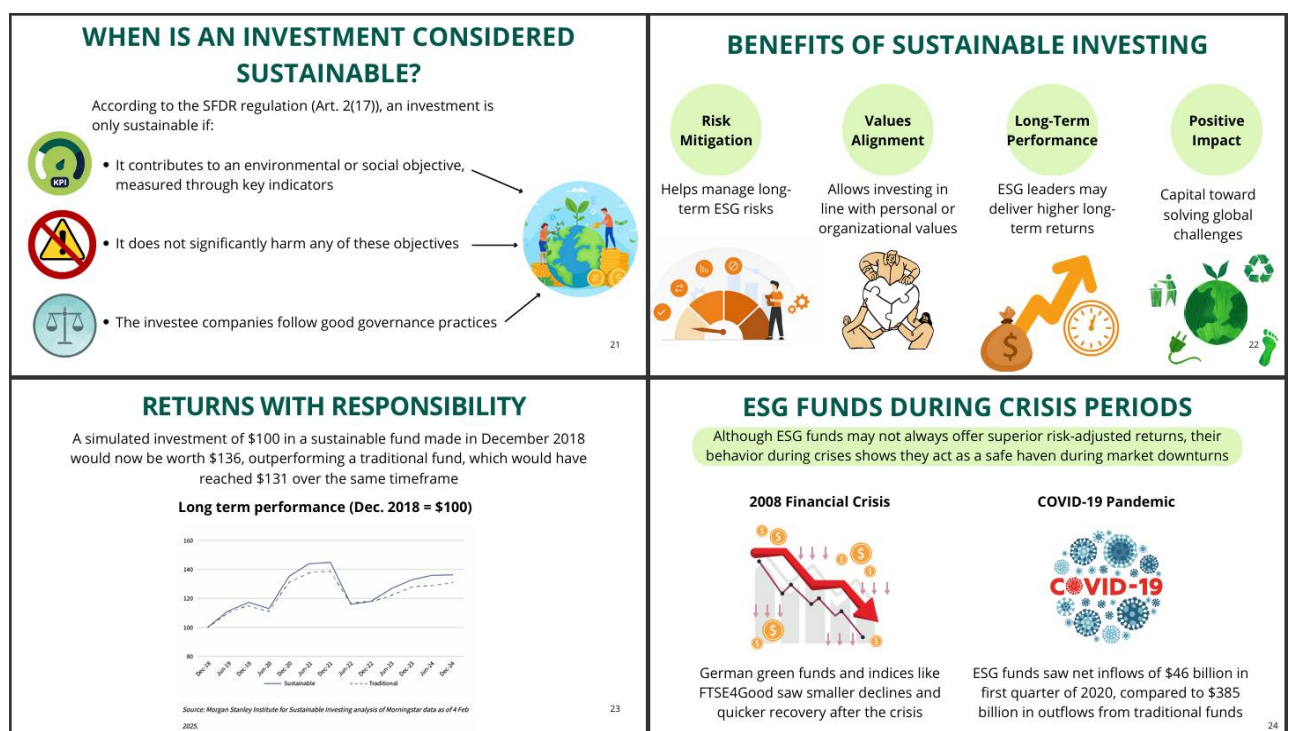 WHEN IS AN INVESTMENT CONSIDERED
SUSTAINABLE?
According to the SFDR regulation (Art. 2(17)), an investment is
only sustainable if:
KPI
• It contributes to an environmental or social objective,
measured through key indicators
• It does not significantly harm any of these objectives
• The investee companies follow good governance practices
21
BENEFITS OF SUSTAINABLE INVESTING
Risk
Mitigation
Helps manage long-
term ESG risks
Values
Alignment
Allows investing in
line with personal or
organizational values
Long-Term
Performance
ESG leaders may
deliver higher long-
term returns
Positive
Impact
Capital toward
solving global
challenges
$
22
RETURNS WITH RESPONSIBILITY
A simulated investment of $100 in a sustainable fund made in December 2018
would now be worth $136, outperforming a traditional fund, which would have
reached $131 over the same timeframe
Long term performance (Dec. 2018 = $100)
160
140
120
100
80
Dec-18 Jun-19 Dec-19 Jun-20 Dec-20 Jun-21 Dec-21 Jun-22 Dec-22 Jun-23 Dec-23 Jun-24 Dec-24
Sustainable Traditional
Source: Morgan Stanley Institute for Sustainable Investing analysis of Morningstar data as of 4 Feb
2025.
23
ESG FUNDS DURING CRISIS PERIODS
Although ESG funds may not always offer superior risk-adjusted returns, their
behavior during crises shows they act as a safe haven during market downturns
2008 Financial Crisis
$
$
$
$
$
$
$
German green funds and indices like
FTSE4Good saw smaller declines and
quicker recovery after the crisis
COVID-19 Pandemic
COVID-19
ESG funds saw net inflows of $46 billion in
first quarter of 2020, compared to $385
billion in outflows from traditional funds
24